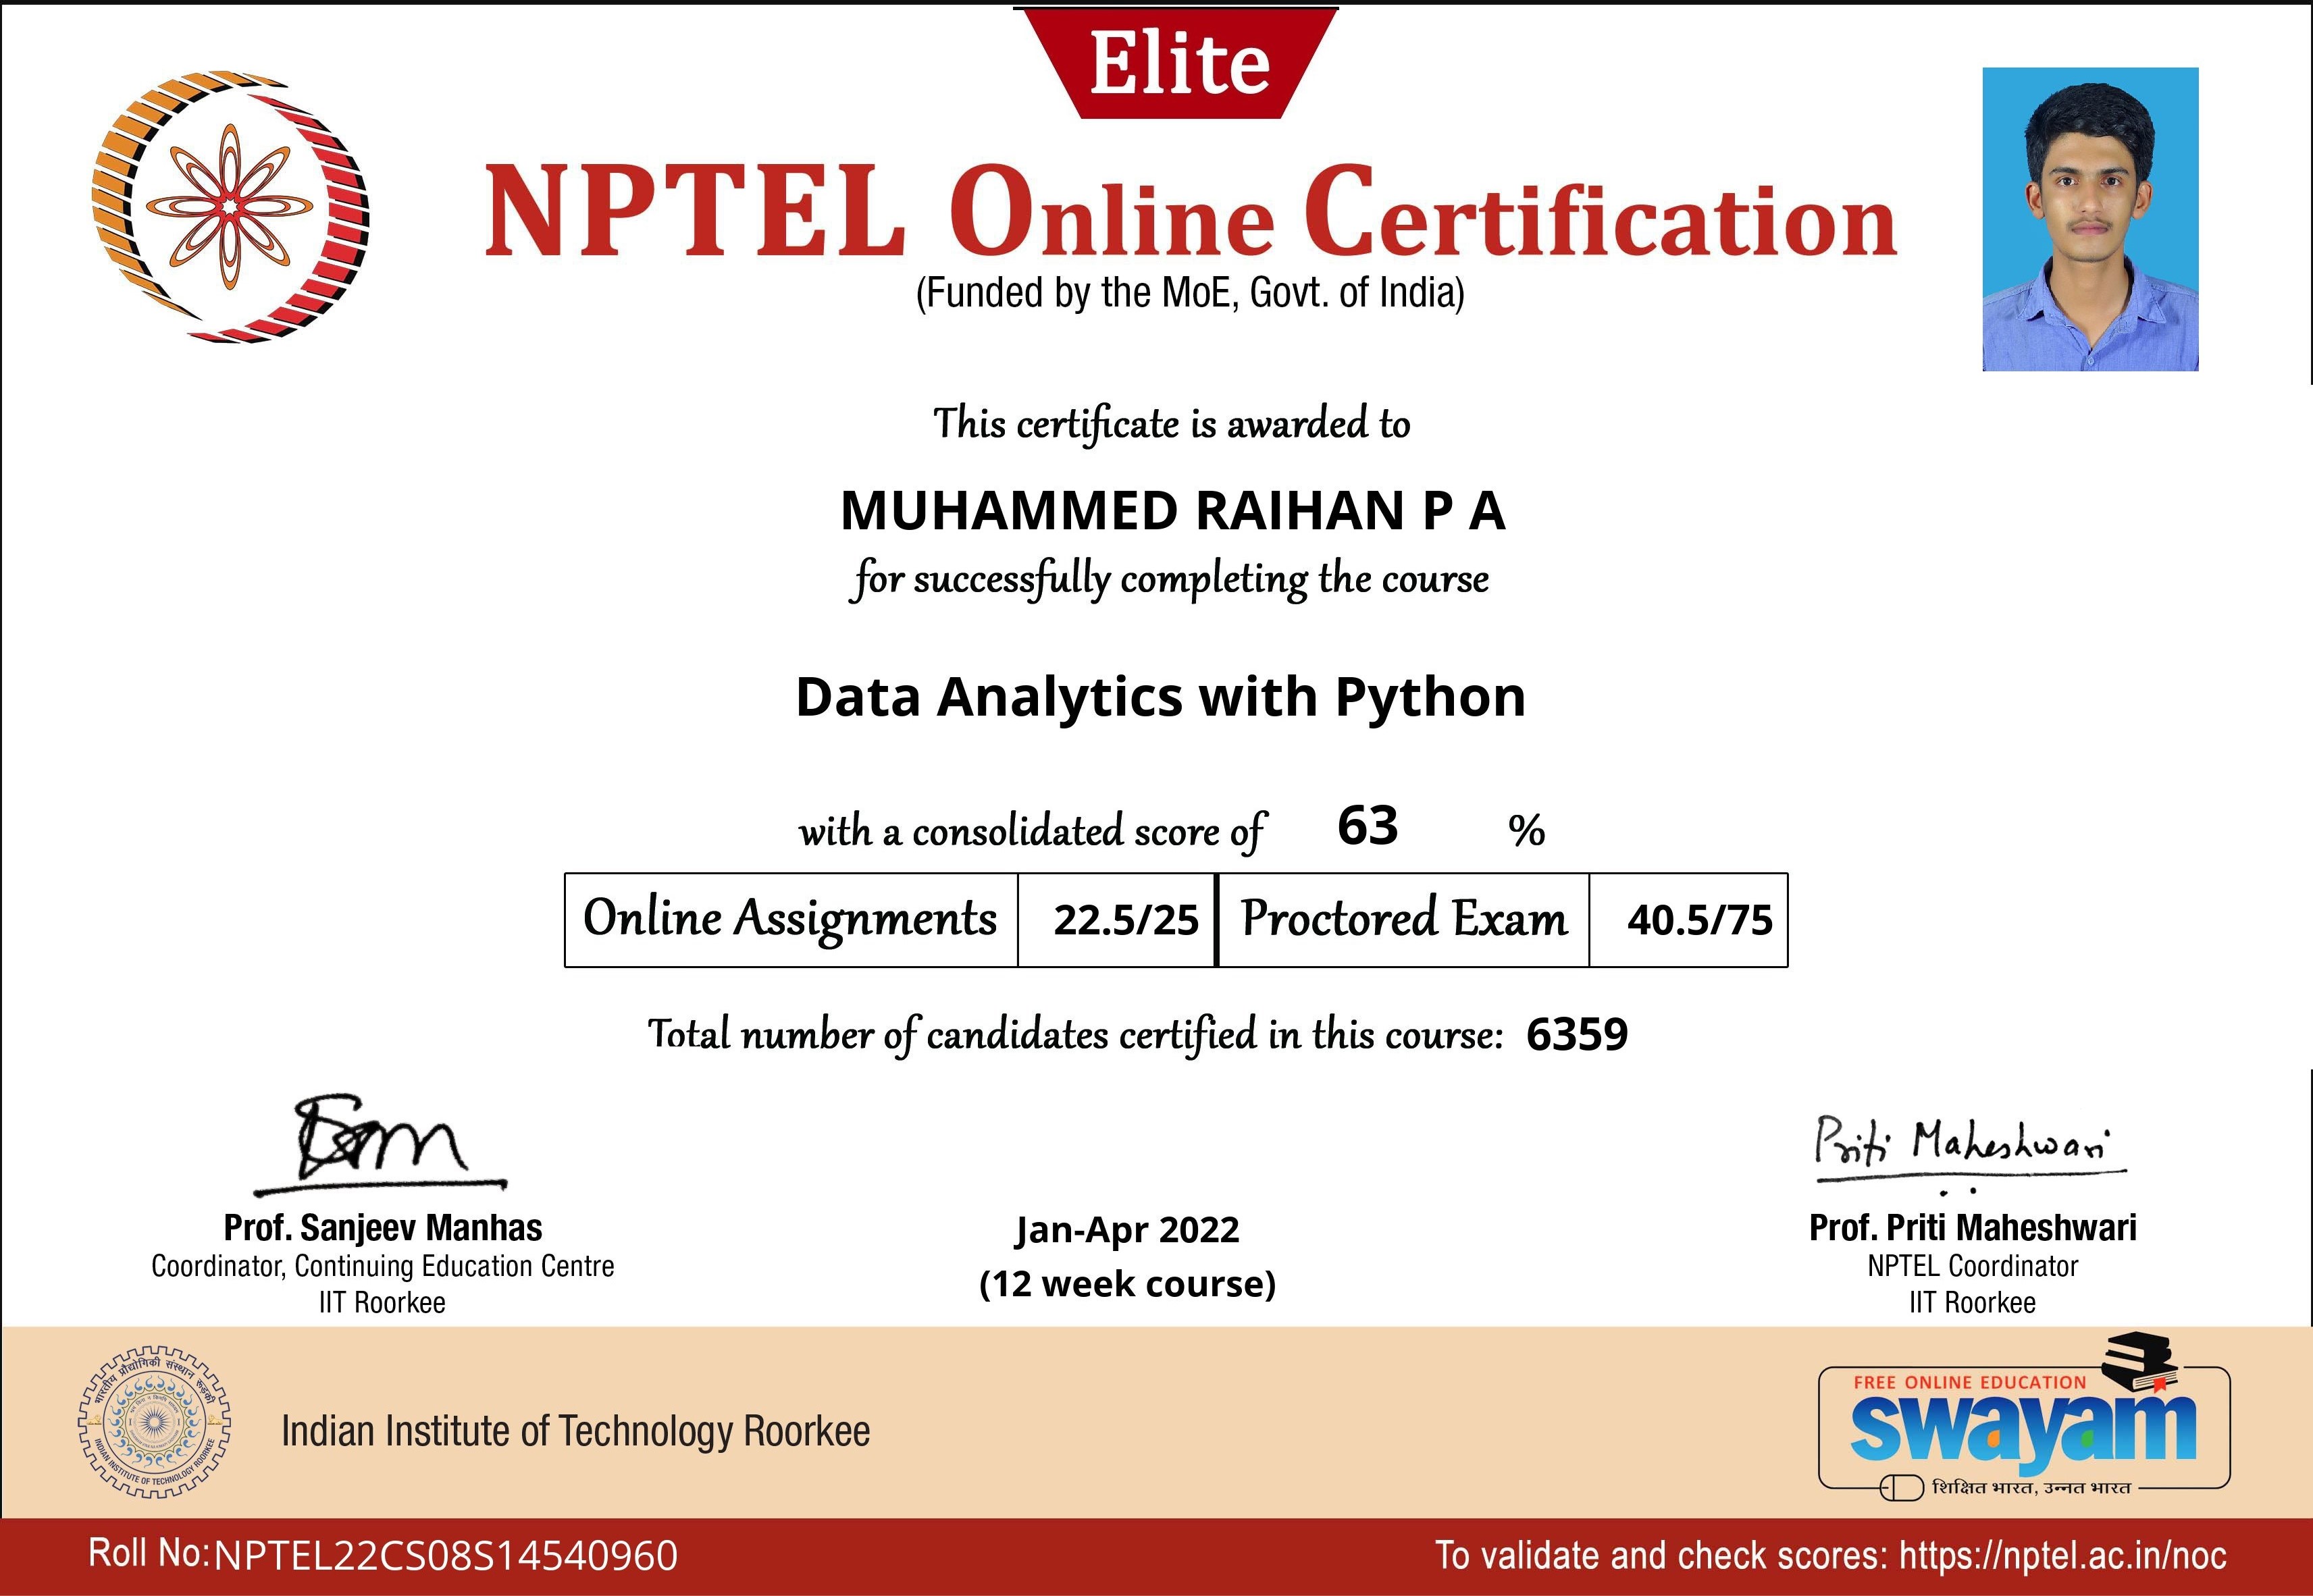 Elite
NPTEL Online Certification
(Funded by the MoE, Govt. of India)
This certificate is awarded to
MUHAMMED RAIHAN P A
for successfully completing the course
Data Analytics with Python
with a consolidated score of 63 %
Online Assignments 22.5/25 Proctored Exam 40.5/75
Total number of candidates certified in this course: 6359
Priti Maheshwari
Prof. Sanjeev Manhas
Coordinator, Continuing Education Centre
IIT Roorkee
Jan-Apr 2022
(12 week course)
Prof. Priti Maheshwari
NPTEL Coordinator
IIT Roorkee
भारतीय प्रौद्योगिकी संस्थान रूड़की
INDIAN INSTITUTE OF TECHNOLOGY ROORKEE
Indian Institute of Technology Roorkee
FREE ONLINE EDUCATION
swayam
शिक्षित भारत, उन्नत भारत
Roll No:NPTEL22CS08S14540960
To validate and check scores: https://nptel.ac.in/noc